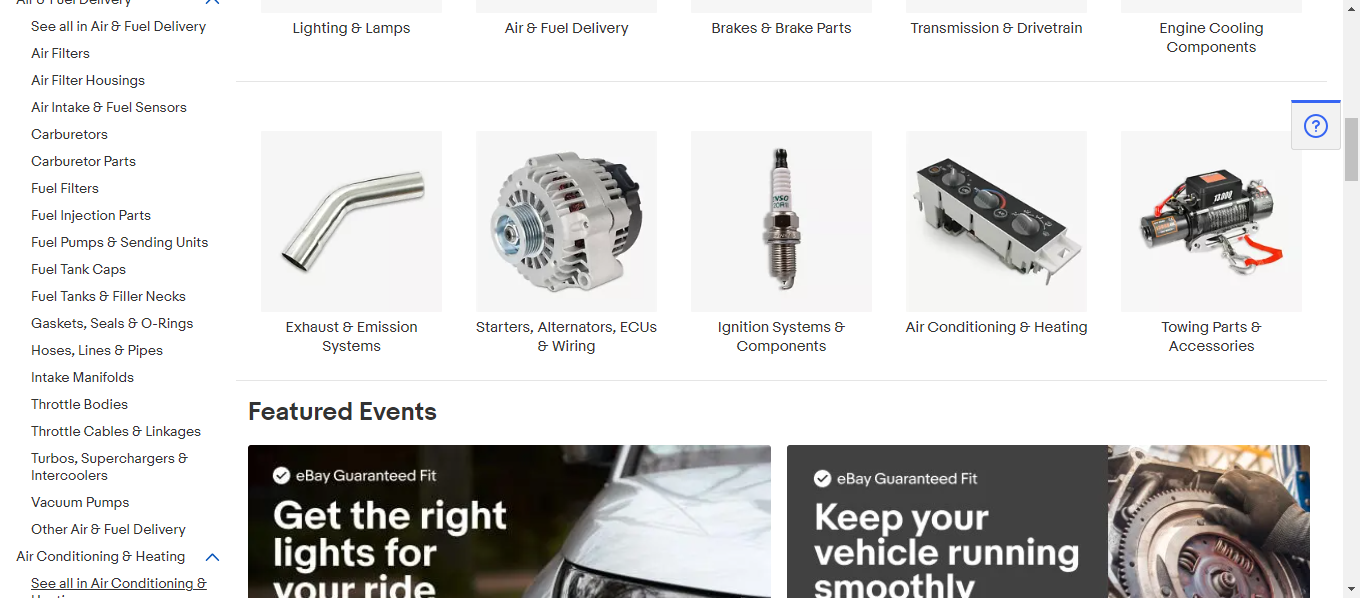 Air & Fuel Delivery
See all in Air & Fuel Delivery
Air Filters
Air Filter Housings
Air Intake & Fuel Sensors
Carburetors
Carburetor Parts
Fuel Filters
Fuel Injection Parts
Fuel Pumps & Sending Units
Fuel Tank Caps
Fuel Tanks & Filler Necks
Gaskets, Seals & O-Rings
Hoses, Lines & Pipes
Intake Manifolds
Throttle Bodies
Throttle Cables & Linkages
Turbos, Superchargers &
Intercoolers
Vacuum Pumps
Other Air & Fuel Delivery
Air Conditioning & Heating
See all in Air Conditioning &
Heating
Lighting & Lamps
Air & Fuel Delivery
Brakes & Brake Parts
Transmission & Drivetrain
Engine Cooling
Components
?
13,000
Exhaust & Emission
Systems
Starters, Alternators, ECUs
& Wiring
Ignition Systems &
Components
Air Conditioning & Heating
Towing Parts &
Accessories
Featured Events
eBay Guaranteed Fit
Get the right
lights for
your ride
eBay Guaranteed Fit
Keep your
vehicle running
smoothly